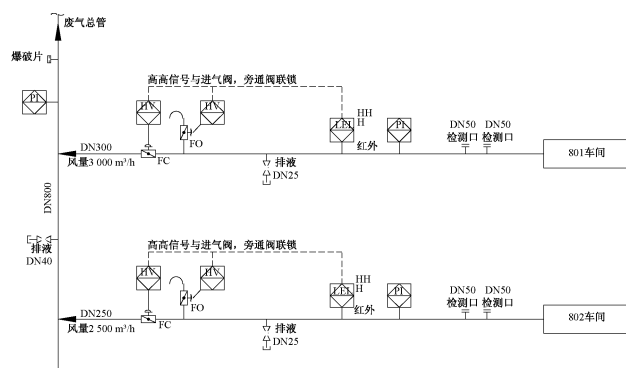 废气总管
爆破片
PI
高高信号与进气阀，旁通阀联锁
HV
HV
HH
H
LEI
PI
红外
DN50
检测口
DN50
检测口
DN300
风量3 000 m³/h
FC
FO
排液
DN25
801车间
DN800
排液
DN40
高高信号与进气阀，旁通阀联锁
HV
HV
HH
H
LEI
PI
红外
DN50
检测口
DN50
检测口
DN250
风量2 500 m³/h
FC
FO
排液
DN25
802车间